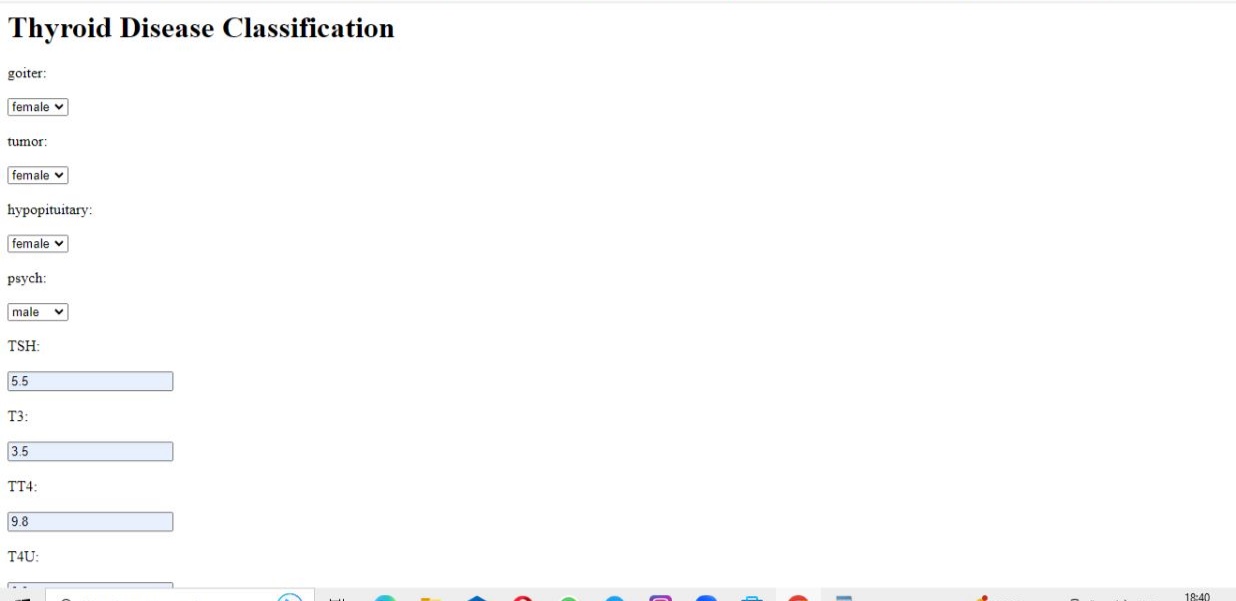 Thyroid Disease Classification
goiter:
female
tumor:
female
hypopituitary:
female
psych:
male
TSH:
5.5
T3:
3.5
TT4:
9.8
T4U:
18:40